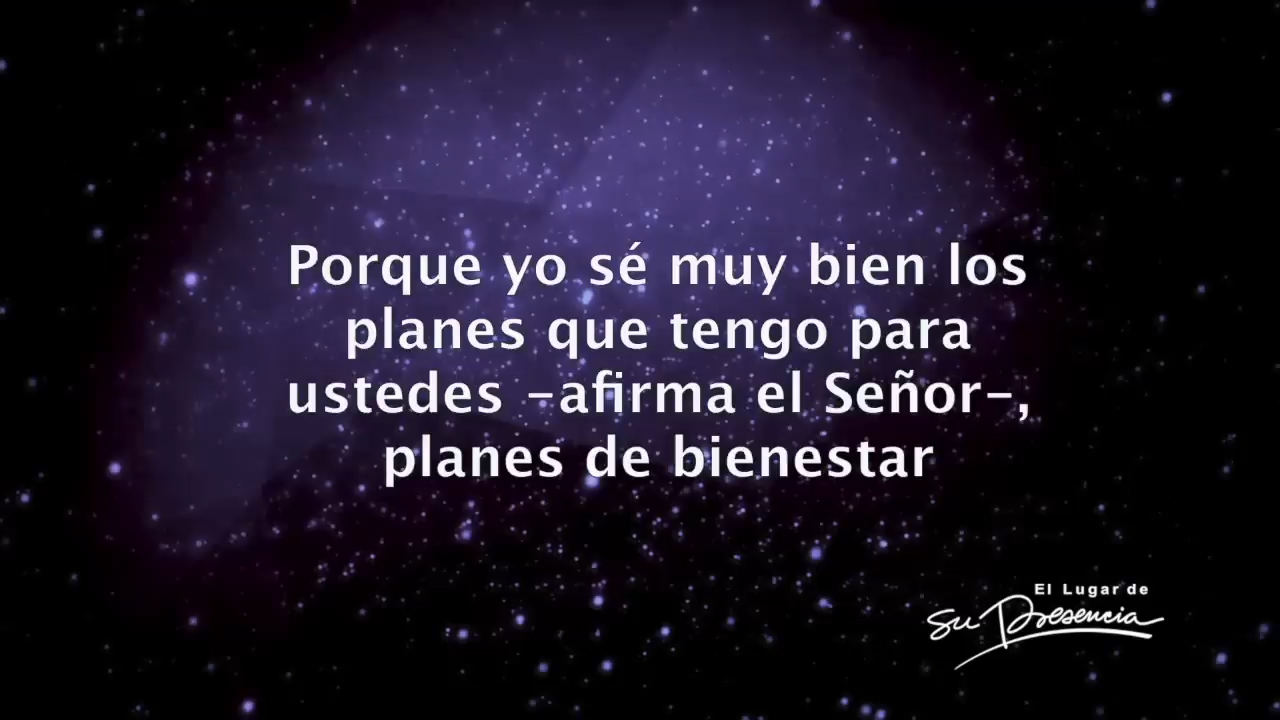 Porque yo sé muy bien los
planes que tengo para
ustedes -afirma el Señor-,
planes de bienestar
El Lugar de
Su Presencia